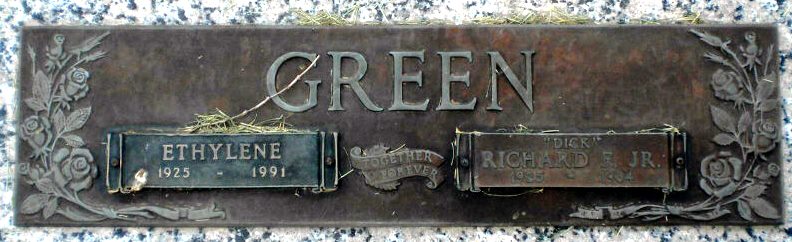 GREEN
ETHYLENE
1925 - 1991
TOGETHER
FOREVER
"DICK"
RICHARD F. JR.